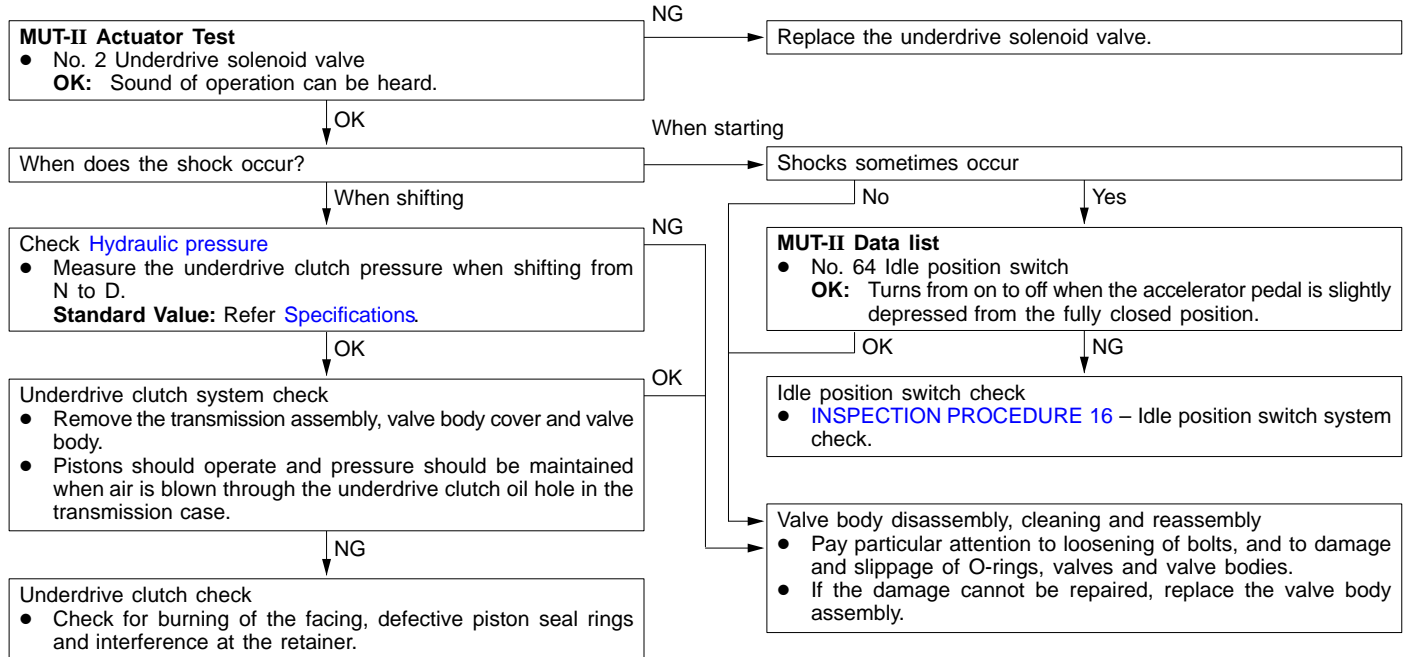 MUT-II Actuator Test
● No. 2 Underdrive solenoid valve
OK: Sound of operation can be heard.
NG
Replace the underdrive solenoid valve.
OK
When does the shock occur?
When starting
Shocks sometimes occur
When shifting
No
Yes
Check Hydraulic pressure
● Measure the underdrive clutch pressure when shifting from
N to D.
Standard Value: Refer Specifications.
NG
MUT-II Data list
● No. 64 Idle position switch
OK: Turns from on to off when the accelerator pedal is slightly
depressed from the fully closed position.
OK
OK
NG
Underdrive clutch system check
● Remove the transmission assembly, valve body cover and valve
body.
● Pistons should operate and pressure should be maintained
when air is blown through the underdrive clutch oil hole in the
transmission case.
OK
Idle position switch check
● INSPECTION PROCEDURE 16 – Idle position switch system
check.
NG
Valve body disassembly, cleaning and reassembly
● Pay particular attention to loosening of bolts, and to damage
and slippage of O-rings, valves and valve bodies.
● If the damage cannot be repaired, replace the valve body
assembly.
Underdrive clutch check
● Check for burning of the facing, defective piston seal rings
and interference at the retainer.